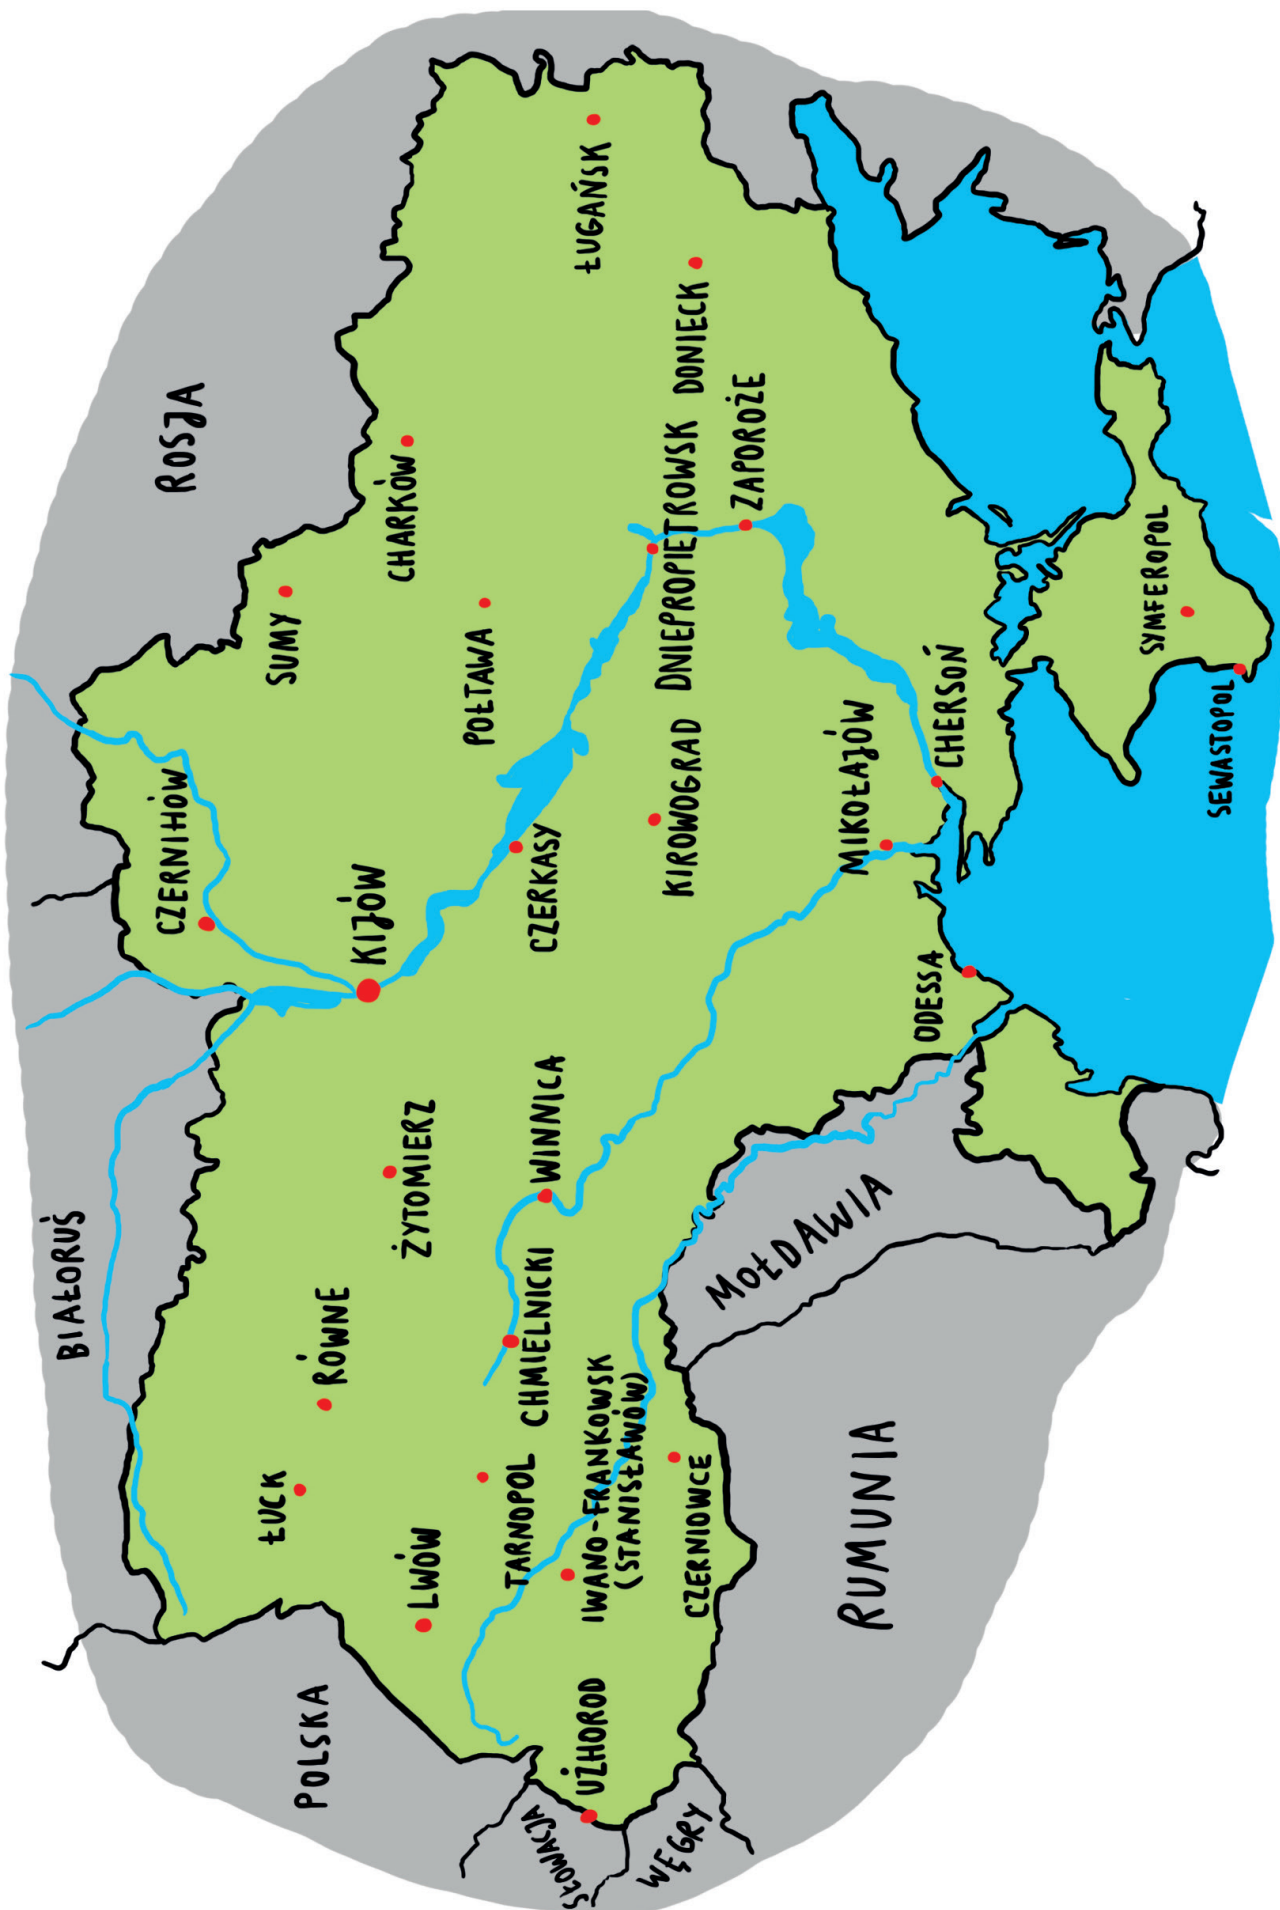 ROSJA
BIAŁORUŚ
POLSKA
SŁOWACJA
WĘGRY
RUMUNIA
MOŁDAWIA
CZERNIHÓW
SUMY
KIJÓW
CHARKÓW
ŁUCK
RÓWNE
ŻYTOMIERZ
LWÓW
POŁTAWA
CZERKASY
TARNOPOL
CHMIELNICKI
WINNICA
ŁUGAŃSK
UŻHOROD
IWANO-FRANKOWSK
(STANISŁAWÓW)
CZERNIOWCE
KIROWOGRAD
DNIEPROPIETROWSK
DONIECK
ZAPOROŻE
MIKOŁAJÓW
CHERSOŃ
ODESSA
SYMFEROPOL
SEWASTOPOL